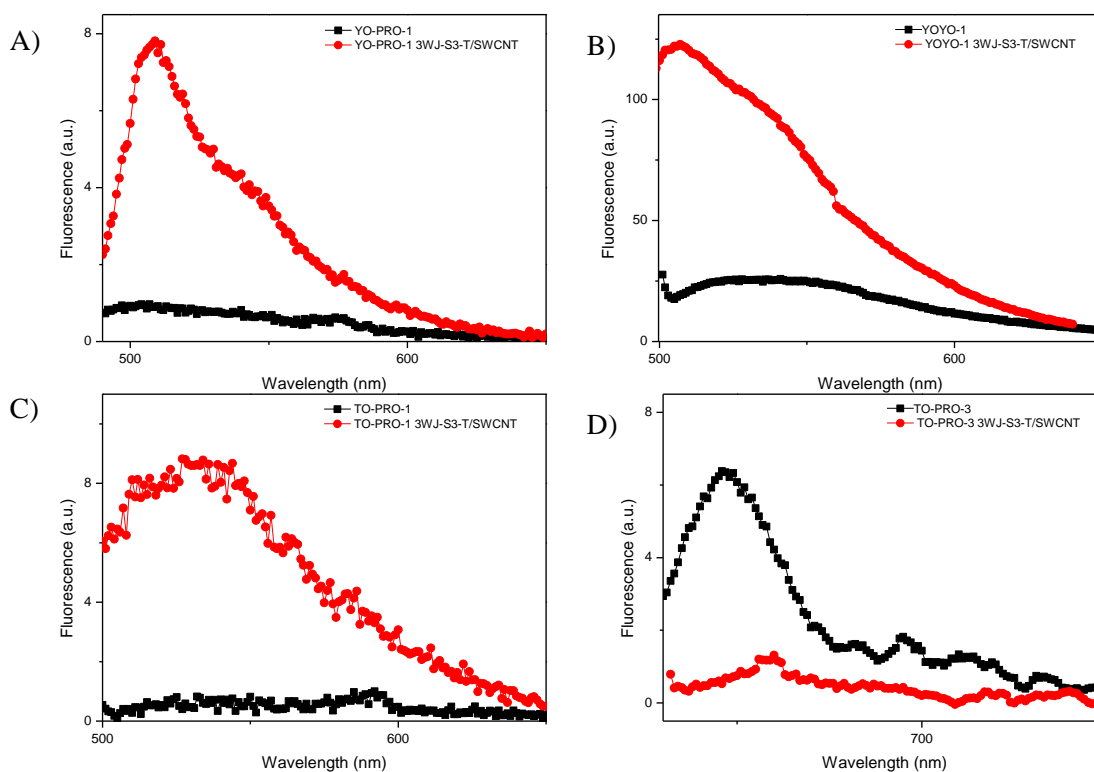 A)
YO-PRO-1
YO-PRO-1 3WJ-S3-T/SWCNT
8
4
0
Fluorescence (a.u.)
500
600
Wavelength (nm)
B)
YOYO-1
YOYO-1 3WJ-S3-T/SWCNT
100
50
0
Fluorescence (a.u.)
500
600
Wavelength (nm)
C)
TO-PRO-1
TO-PRO-1 3WJ-S3-T/SWCNT
8
4
0
Fluorescence (a.u.)
500
600
Wavelength (nm)
D)
TO-PRO-3
TO-PRO-3 3WJ-S3-T/SWCNT
8
4
0
Fluorescence (a.u.)
700
Wavelength (nm)